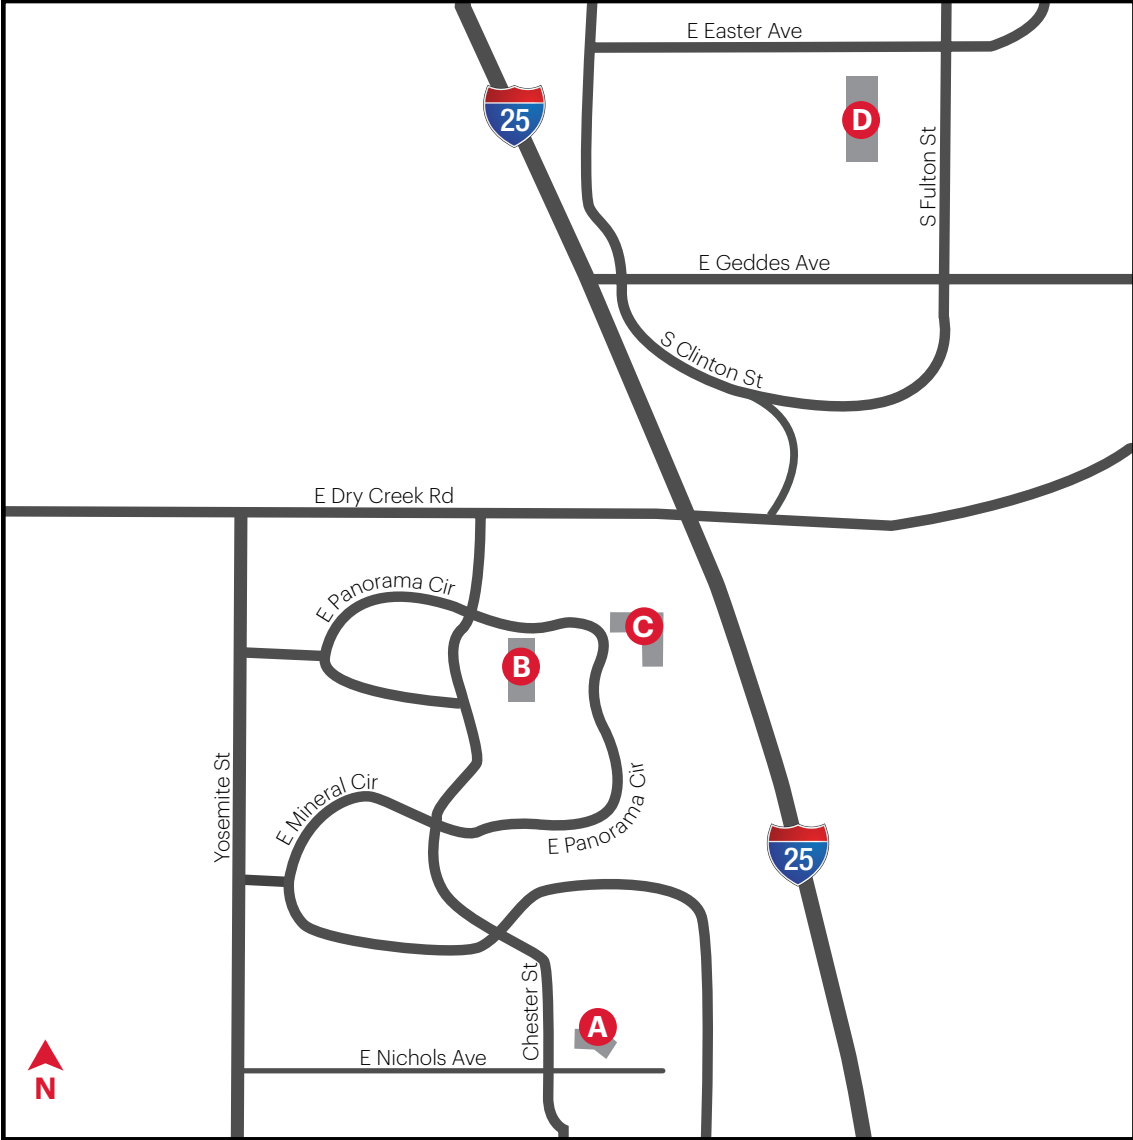 E Easter Ave
25
D
S Fulton St
E Geddes Ave
S Clinton St
E Dry Creek Rd
E Panorama Cir
C
B
Yosemite St
E Mineral Cir
E Panorama Cir
25
Chester St
A
E Nichols Ave
N